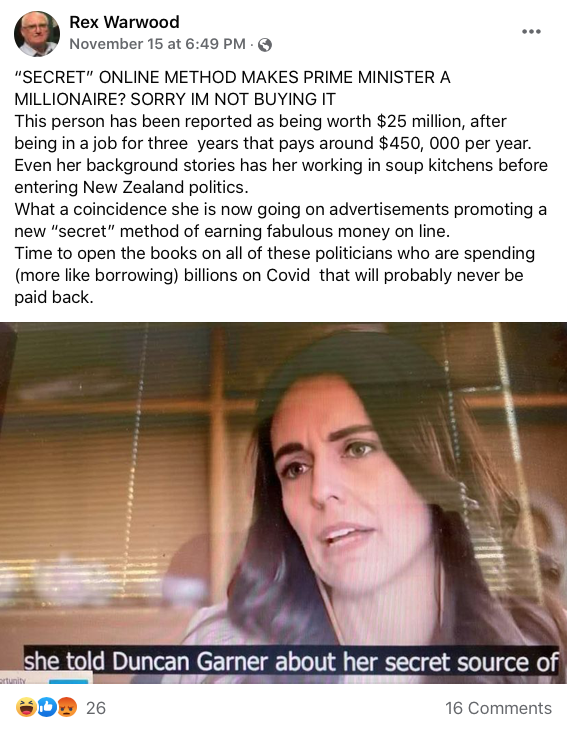 Rex Warwood
November 15 at 6:49 PM ·
“SECRET” ONLINE METHOD MAKES PRIME MINISTER A
MILLIONAIRE? SORRY IM NOT BUYING IT
This person has been reported as being worth $25 million, after
being in a job for three  years that pays around $450, 000 per year.
Even her background stories has her working in soup kitchens before
entering New Zealand politics.
What a coincidence she is now going on advertisements promoting a
new “secret” method of earning fabulous money on line.
Time to open the books on all of these politicians who are spending
(more like borrowing) billions on Covid  that will probably never be
paid back.
she told Duncan Garner about her secret source of
ortunity
26
16 Comments